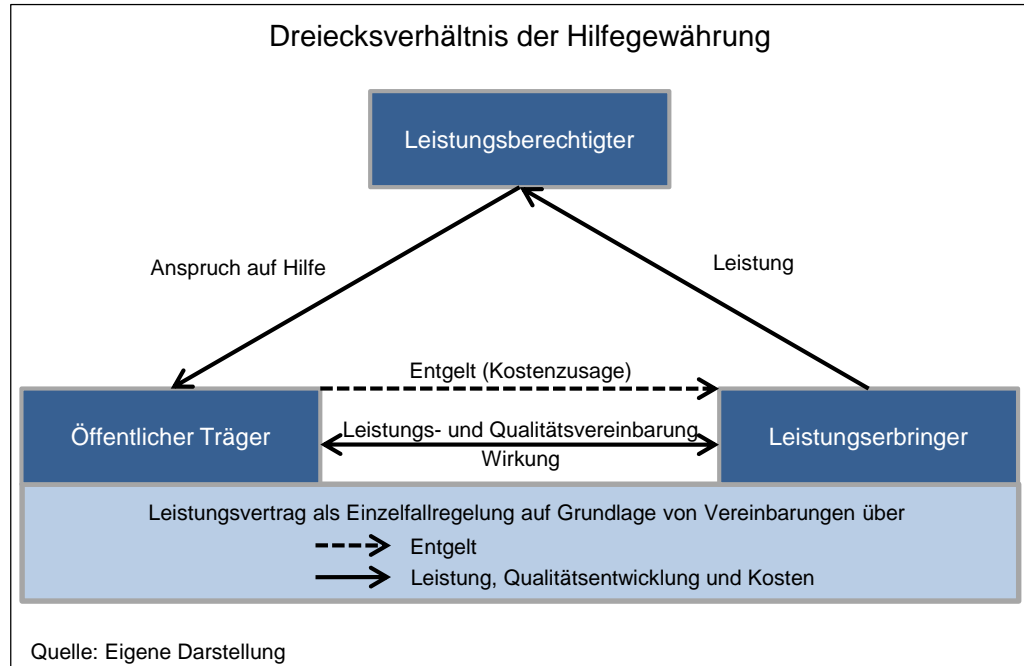 Dreiecksverhältnis der Hilfegewährung
Leistungsberechtigter
Anspruch auf Hilfe
Leistung
Entgelt (Kostenzusage)
Öffentlicher Träger
Leistungs- und Qualitätsvereinbarung
Wirkung
Leistungserbringer
Leistungsvertrag als Einzelfallregelung auf Grundlage von Vereinbarungen über
Entgelt
Leistung, Qualitätsentwicklung und Kosten
Quelle: Eigene Darstellung